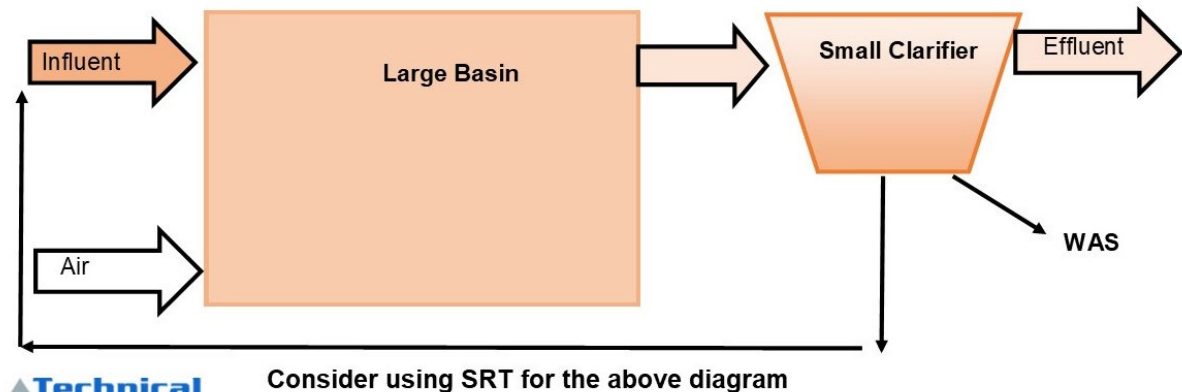 Influent
Large Basin
Small Clarifier
Effluent
Air
WAS
Technical
Consider using SRT for the above diagram